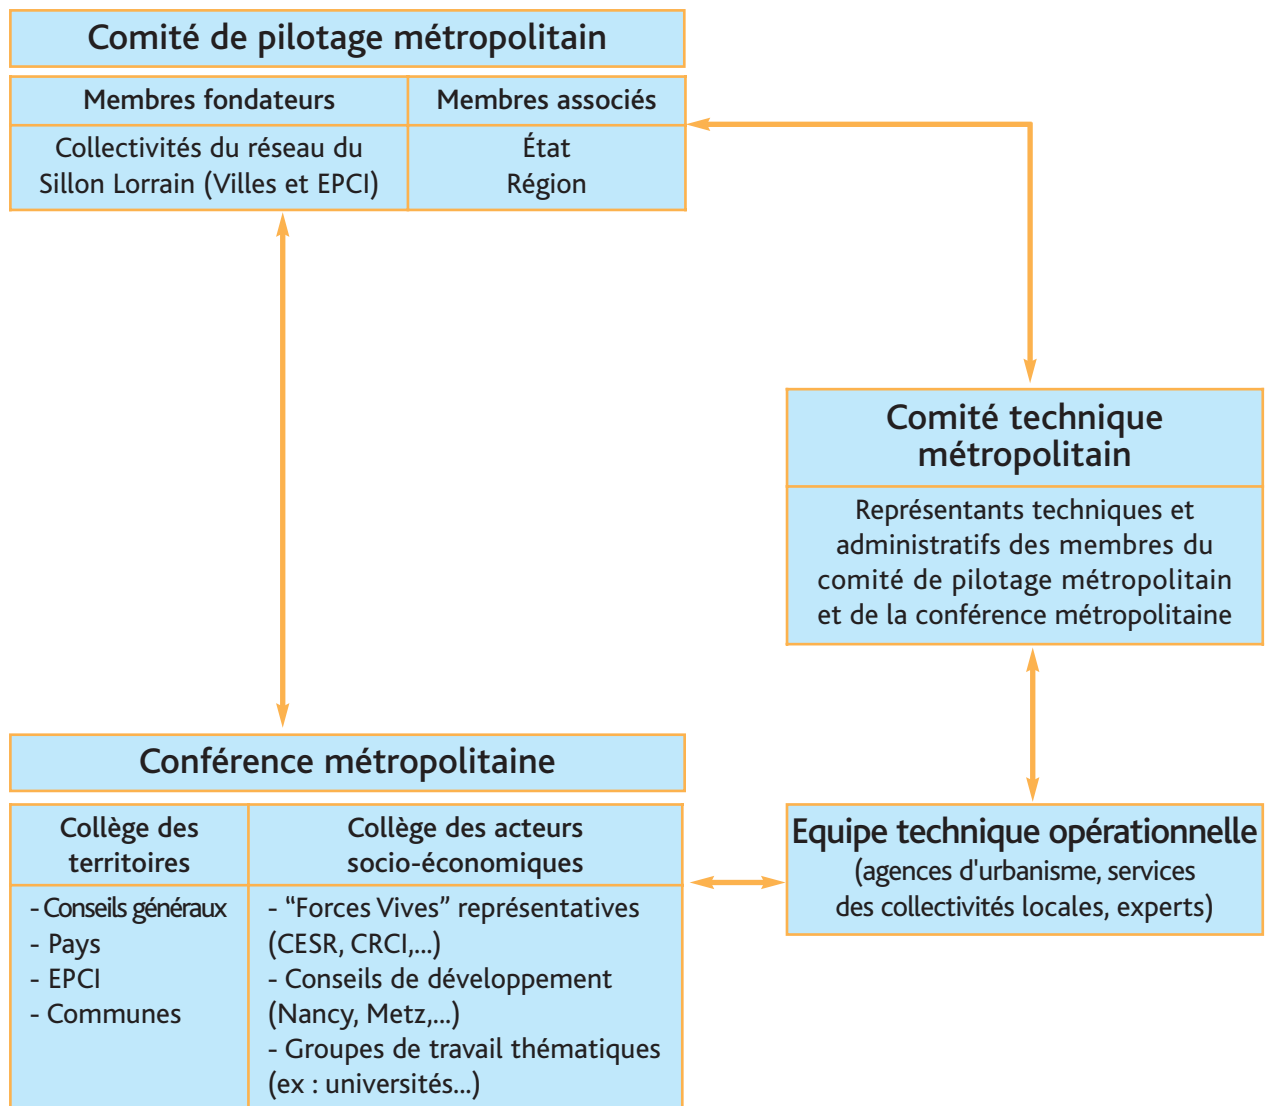 Comité de pilotage métropolitain
Membres fondateurs
Collectivités du réseau du
Sillon Lorrain (Villes et EPCI)
Membres associés
État
Région
Comité technique
métropolitain
Représentants techniques et
administratifs des membres du
comité de pilotage métropolitain
et de la conférence métropolitaine
Conférence métropolitaine
Collège des
territoires
- Conseils généraux
- Pays
- EPCI
- Communes
Collège des acteurs
socio-économiques
- “Forces Vives” représentatives
(CESR, CRCI,...)
- Conseils de développement
(Nancy, Metz,...)
- Groupes de travail thématiques
(ex : universités...)
Equipe technique opérationnelle
(agences d'urbanisme, services
des collectivités locales, experts)